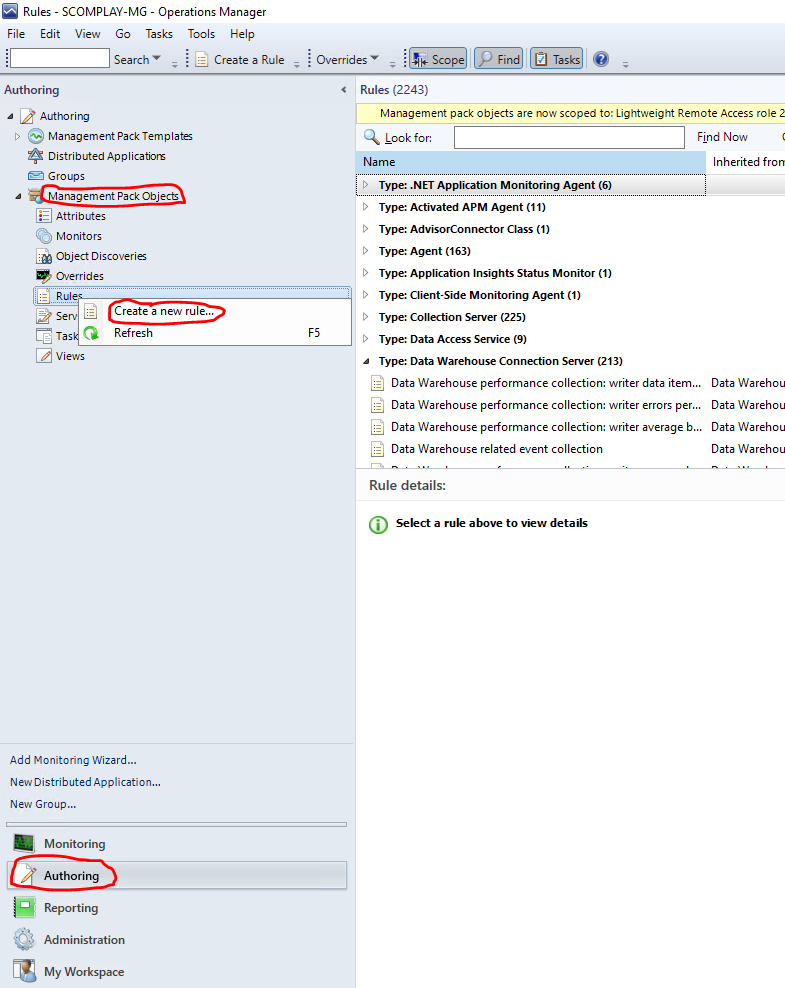 Rules - SCOMPLAY-MG - Operations Manager
File Edit View Go Tasks Tools Help
Search Create a Rule Overrides Scope Find Tasks
Authoring
Authoring
Management Pack Templates
Distributed Applications
Groups
Management Pack Objects
Attributes
Monitors
Object Discoveries
Overrides
Rules
Serv
Task
Views
Create a new rule...
Refresh F5
Rules (2243)
Management pack objects are now scoped to: Lightweight Remote Access role 2
Look for: Find Now
Name Inherited from
Type: .NET Application Monitoring Agent (6)
Type: Activated APM Agent (11)
Type: AdvisorConnector Class (1)
Type: Agent (163)
Type: Application Insights Status Monitor (1)
Type: Client-Side Monitoring Agent (1)
Type: Collection Server (225)
Type: Data Access Service (9)
Type: Data Warehouse Connection Server (213)
Data Warehouse performance collection: writer data item... Data Warehou
Data Warehouse performance collection: writer errors per... Data Warehou
Data Warehouse performance collection: writer average b... Data Warehou
Data Warehouse related event collection Data Warehou
Rule details:
Select a rule above to view details
Add Monitoring Wizard...
New Distributed Application...
New Group...
Monitoring
Authoring
Reporting
Administration
My Workspace